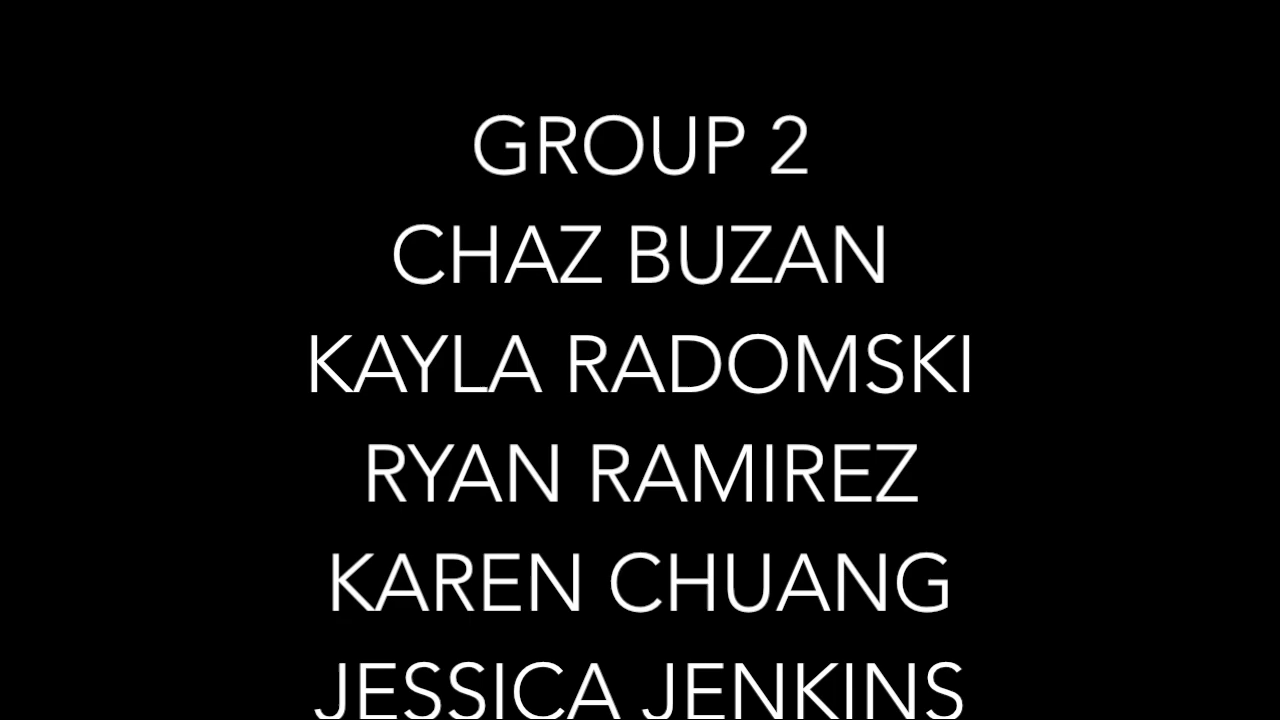 GROUP 2
CHAZ BUZAN
KAYLA RADOMSKI
RYAN RAMIREZ
KAREN CHUANG
JESSICA JENKINS